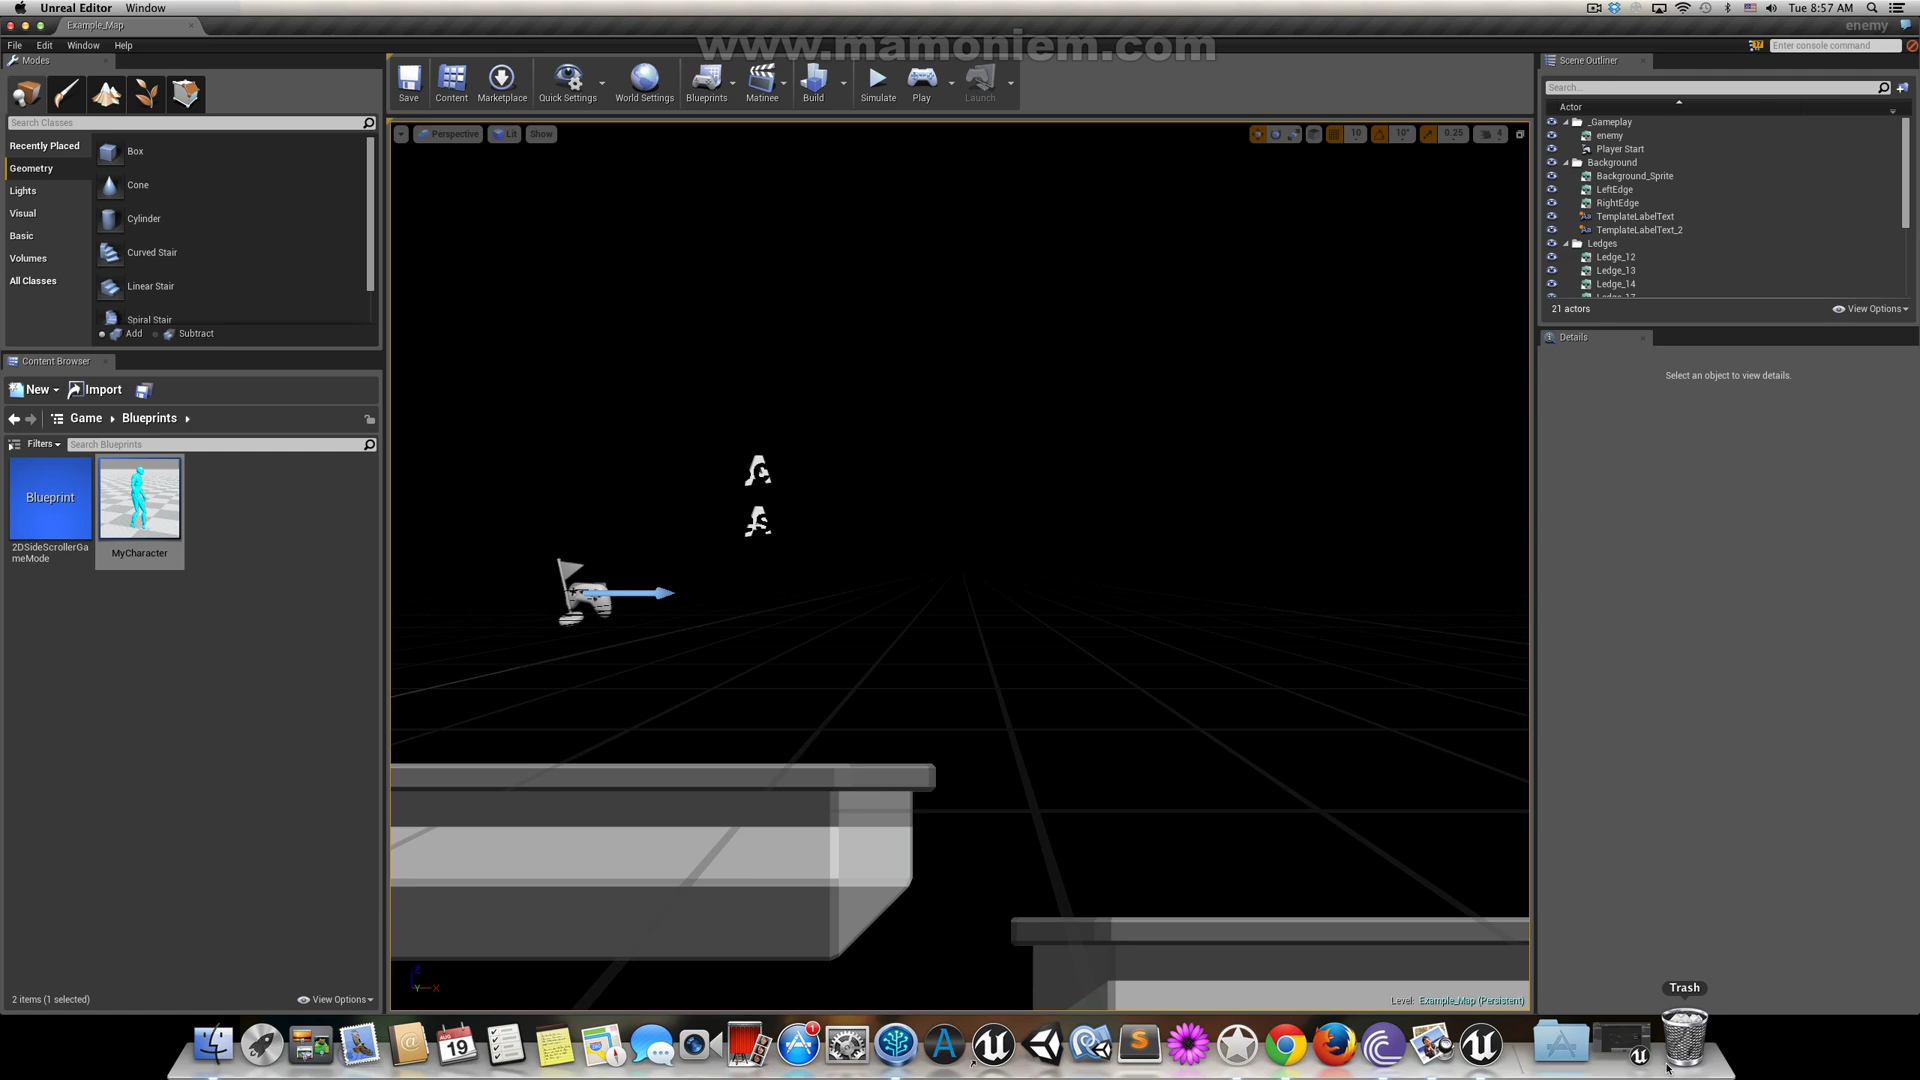 Unreal Editor Window
Tue 8:57 AM
Example_Map
enemy
www.mamoniem.com
File Edit Window Help
Enter console command
Modes
Save
Content
Marketplace
Quick Settings
World Settings
Blueprints
Matinee
Build
Simulate
Play
Launch
Search Classes
Recently Placed
Geometry
Lights
Visual
Basic
Volumes
All Classes
Box
Cone
Cylinder
Curved Stair
Linear Stair
Spiral Stair
Add Subtract
Content Browser
New Import
Game Blueprints
Filters Search Blueprints
Blueprint
2DSideScrollerGa
meMode
MyCharacter
2 items (1 selected) View Options
Perspective Lit Show
10 10° 0.25 4
Z
Y X
Level: Example_Map (Persistent)
Scene Outliner
Search...
Actor
_Gameplay
enemy
Player Start
Background
Background_Sprite
LeftEdge
RightEdge
TemplateLabelText
TemplateLabelText_2
Ledges
Ledge_12
Ledge_13
Ledge_14
Ledge_17
21 actors View Options
Details
Select an object to view details.
Trash
AUG
19
1